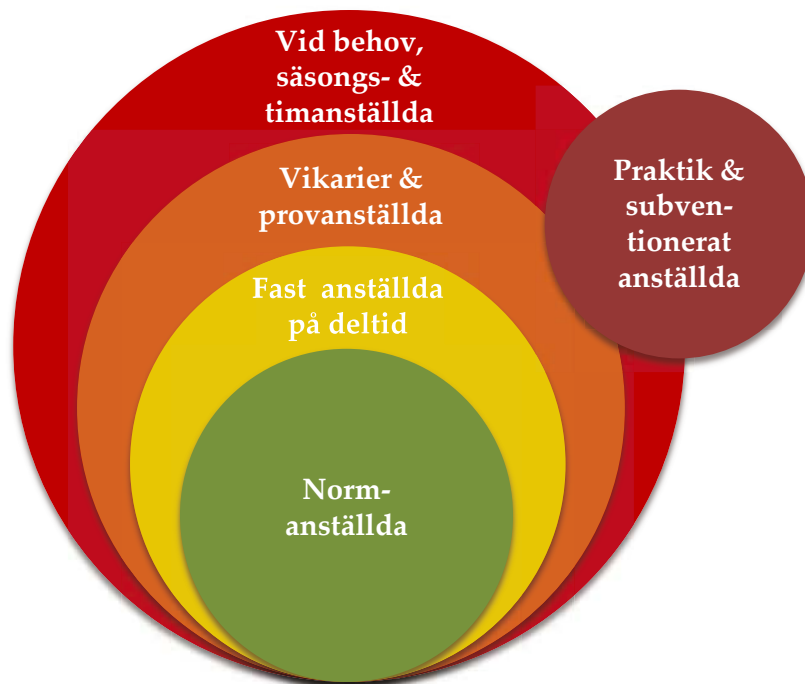 Vid behov,
säsongs- &
timanställda
Vikarier &
provanställda
Fast anställda
på deltid
Norm-
anställda
Praktik &
subven-
tionerat
anställda